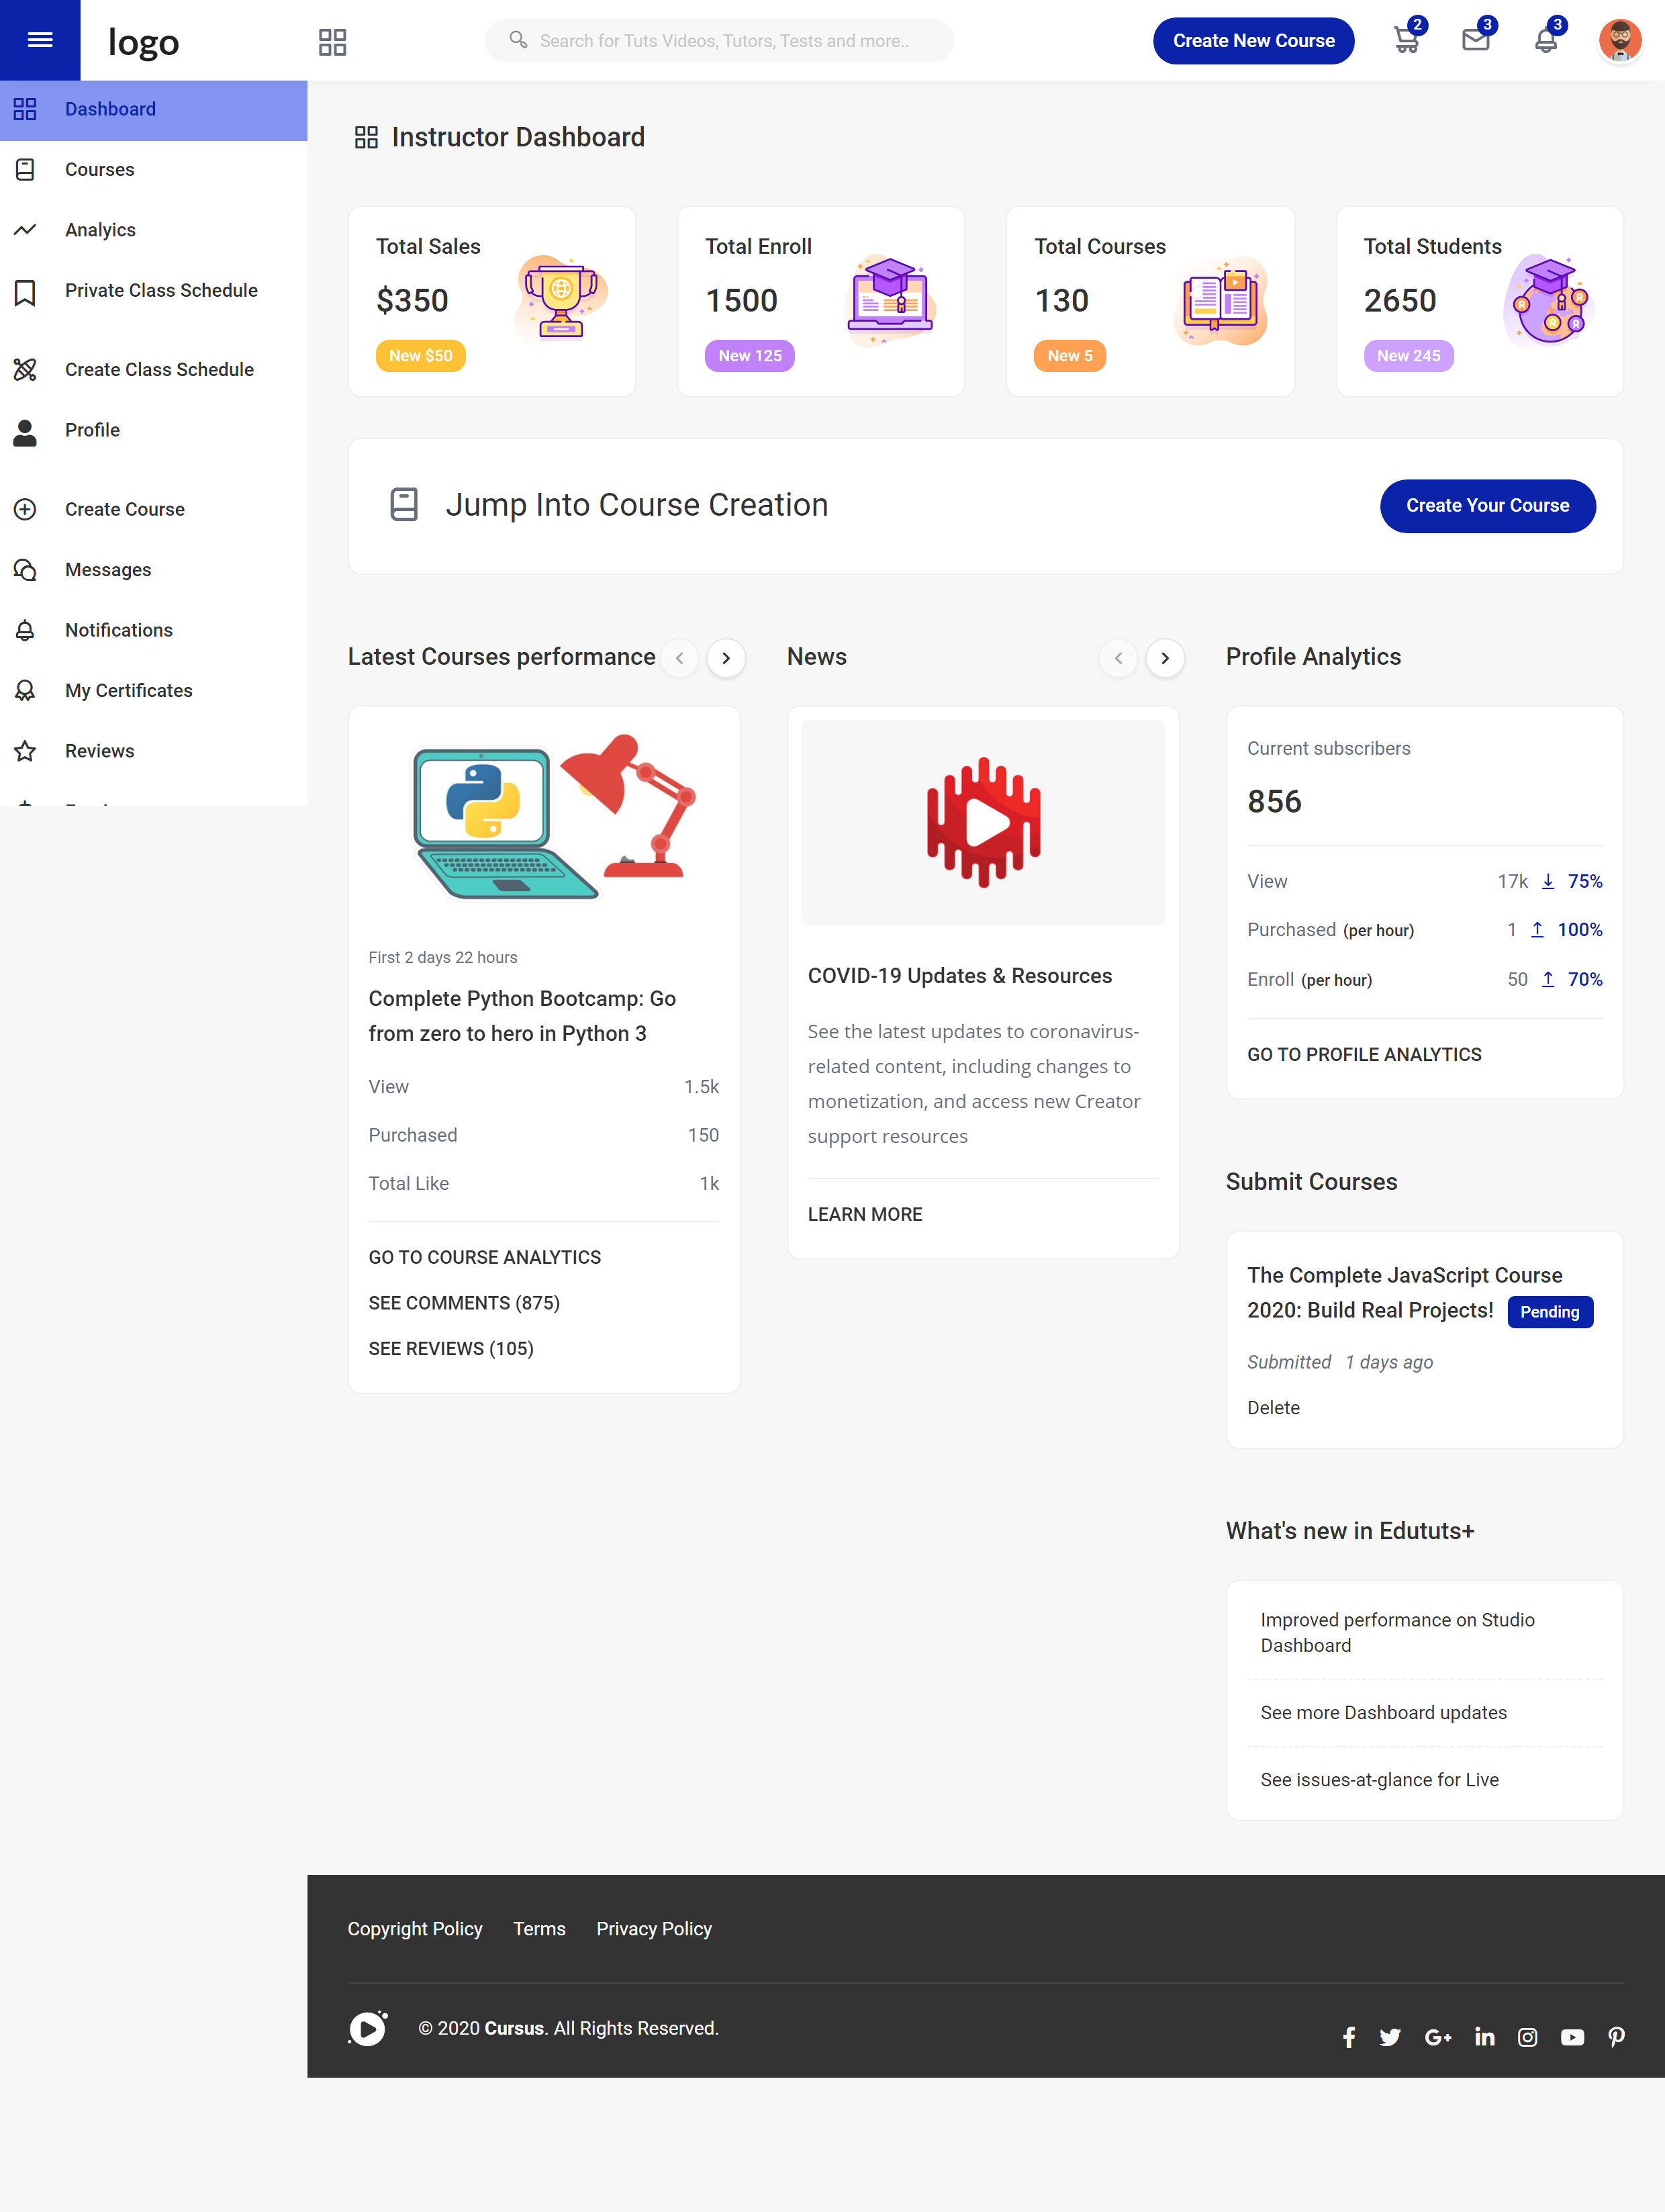 logo
Search for Tuts Videos, Tutors, Tests and more..
Create New Course
2
3
3
Dashboard
Courses
Analyics
Private Class Schedule
Create Class Schedule
Profile
Create Course
Messages
Notifications
My Certificates
Reviews
Instructor Dashboard
Total Sales
$350
New $50
Total Enroll
1500
New 125
Total Courses
130
New 5
Total Students
2650
New 245
Jump Into Course Creation
Create Your Course
Latest Courses performance
First 2 days 22 hours
Complete Python Bootcamp: Go
from zero to hero in Python 3
View 1.5k
Purchased 150
Total Like 1k
GO TO COURSE ANALYTICS
SEE COMMENTS (875)
SEE REVIEWS (105)
News
COVID-19 Updates & Resources
See the latest updates to coronavirus-
related content, including changes to
monetization, and access new Creator
support resources
LEARN MORE
Profile Analytics
Current subscribers
856
View 17k 75%
Purchased (per hour) 1 100%
Enroll (per hour) 50 70%
GO TO PROFILE ANALYTICS
Submit Courses
The Complete JavaScript Course
2020: Build Real Projects! Pending
Submitted 1 days ago
Delete
What's new in Edututs+
Improved performance on Studio
Dashboard
See more Dashboard updates
See issues-at-glance for Live
Copyright Policy Terms Privacy Policy
© 2020 Cursus. All Rights Reserved.